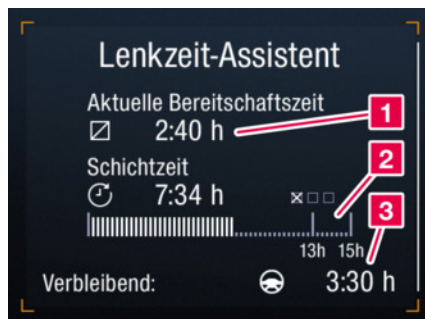 Lenkzeit-Assistent
Aktuelle Bereitschaftszeit
1
2:40 h
2
Schichtzeit
7:34 h
3
13h 15h
Verbleibend: 3:30 h